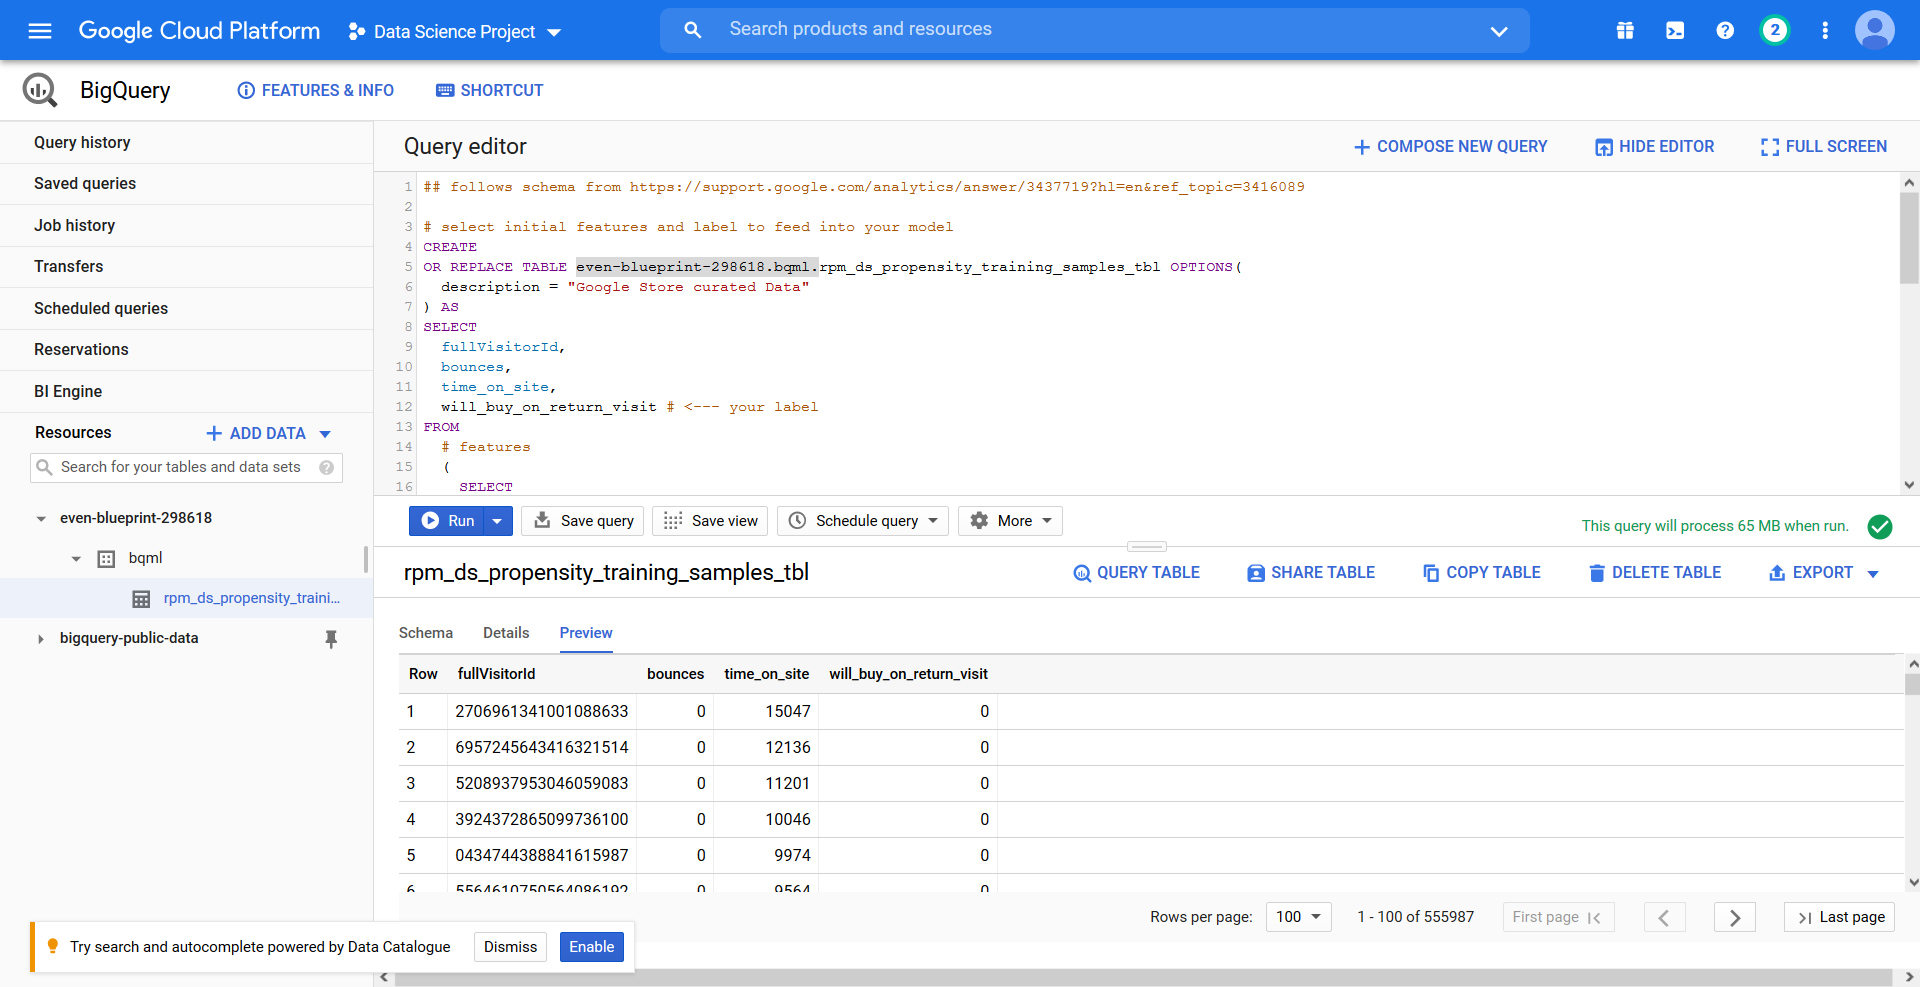 Google Cloud Platform
Data Science Project
Search products and resources
2
BigQuery
FEATURES & INFO
SHORTCUT
Query history
Saved queries
Job history
Transfers
Scheduled queries
Reservations
BI Engine
Resources
ADD DATA
Search for your tables and data sets
even-blueprint-298618
bqml
rpm_ds_propensity_traini...
bigquery-public-data
Query editor
COMPOSE NEW QUERY
HIDE EDITOR
FULL SCREEN
1 ## follows schema from https://support.google.com/analytics/answer/3437719?hl=en&ref_topic=3416089
2
3 # select initial features and label to feed into your model
4 CREATE
5 OR REPLACE TABLE even-blueprint-298618.bqml.rpm_ds_propensity_training_samples_tbl OPTIONS(
6 description = "Google Store curated Data"
7 ) AS
8 SELECT
9 fullVisitorId,
10 bounces,
11 time_on_site,
12 will_buy_on_return_visit # <--- your label
13 FROM
14 # features
15 (
16 SELECT
Run
Save query
Save view
Schedule query
More
This query will process 65 MB when run.
rpm_ds_propensity_training_samples_tbl
QUERY TABLE
SHARE TABLE
COPY TABLE
DELETE TABLE
EXPORT
Schema Details Preview
Row fullVisitorId bounces time_on_site will_buy_on_return_visit
1 2706961341001088633 0 15047 0
2 6957245643416321514 0 12136 0
3 5208937953046059083 0 11201 0
4 3924372865099736100 0 10046 0
5 0434744388841615987 0 9974 0
6 5564610750564086192 0 9564 0
Rows per page: 100 1 - 100 of 555987 First page Last page
Try search and autocomplete powered by Data Catalogue
Dismiss
Enable